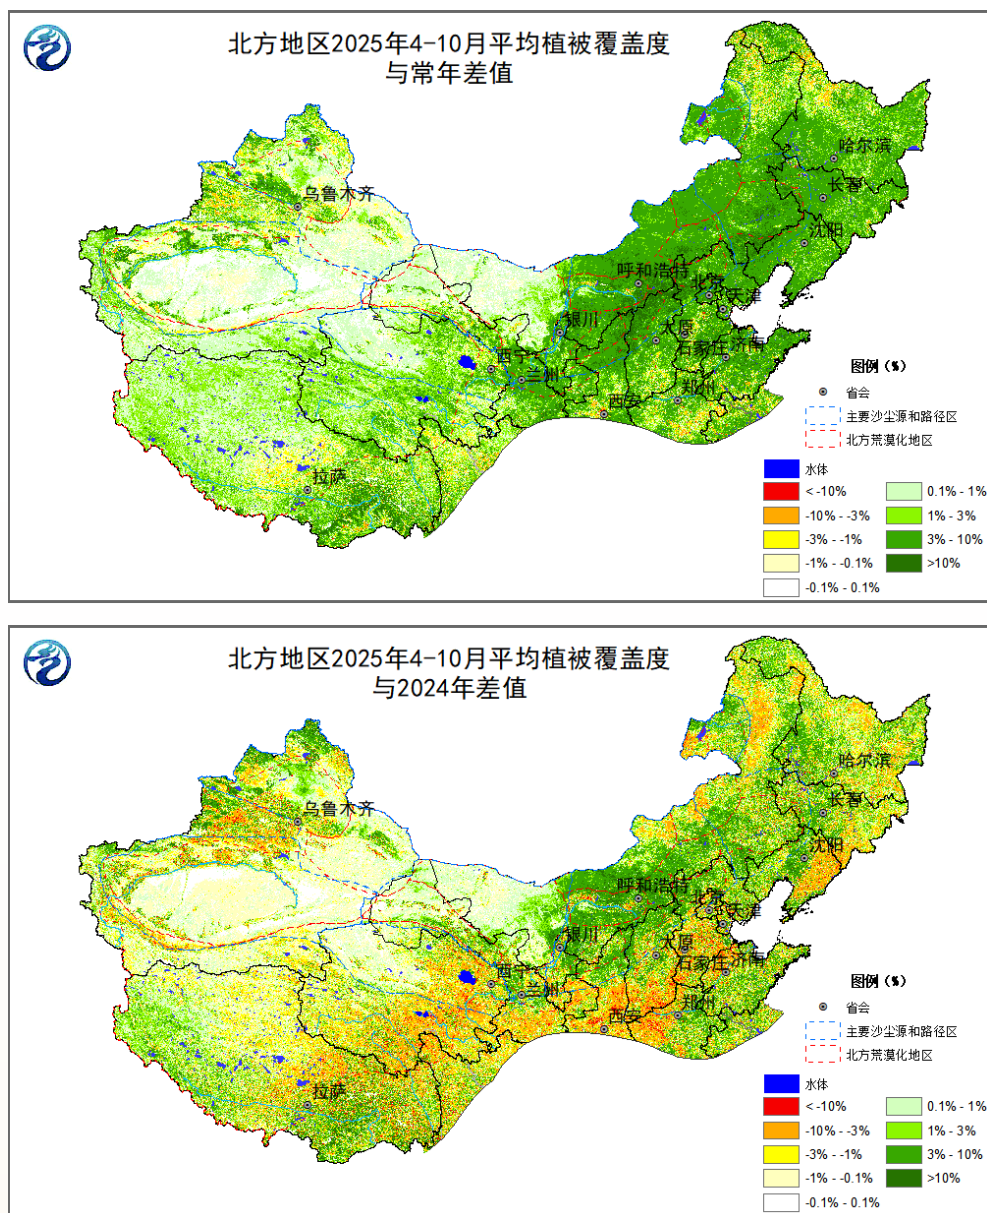 北方地区2025年4-10月平均植被覆盖度
与常年差值
哈尔滨
长春
乌鲁木齐
沈阳
呼和浩特
北京
天津
银川
太原
石家庄
济南
西宁
兰州
郑州
西安
拉萨
图例（%）
省会
主要沙尘源和路径区
北方荒漠化地区
水体
< -10%
0.1% - 1%
-10% - -3%
1% - 3%
-3% - -1%
3% - 10%
-1% - -0.1%
>10%
-0.1% - 0.1%
北方地区2025年4-10月平均植被覆盖度
与2024年差值
哈尔滨
长春
乌鲁木齐
沈阳
呼和浩特
北京
天津
银川
太原
石家庄
济南
西宁
兰州
郑州
西安
拉萨
图例（%）
省会
主要沙尘源和路径区
北方荒漠化地区
水体
< -10%
0.1% - 1%
-10% - -3%
1% - 3%
-3% - -1%
3% - 10%
-1% - -0.1%
>10%
-0.1% - 0.1%